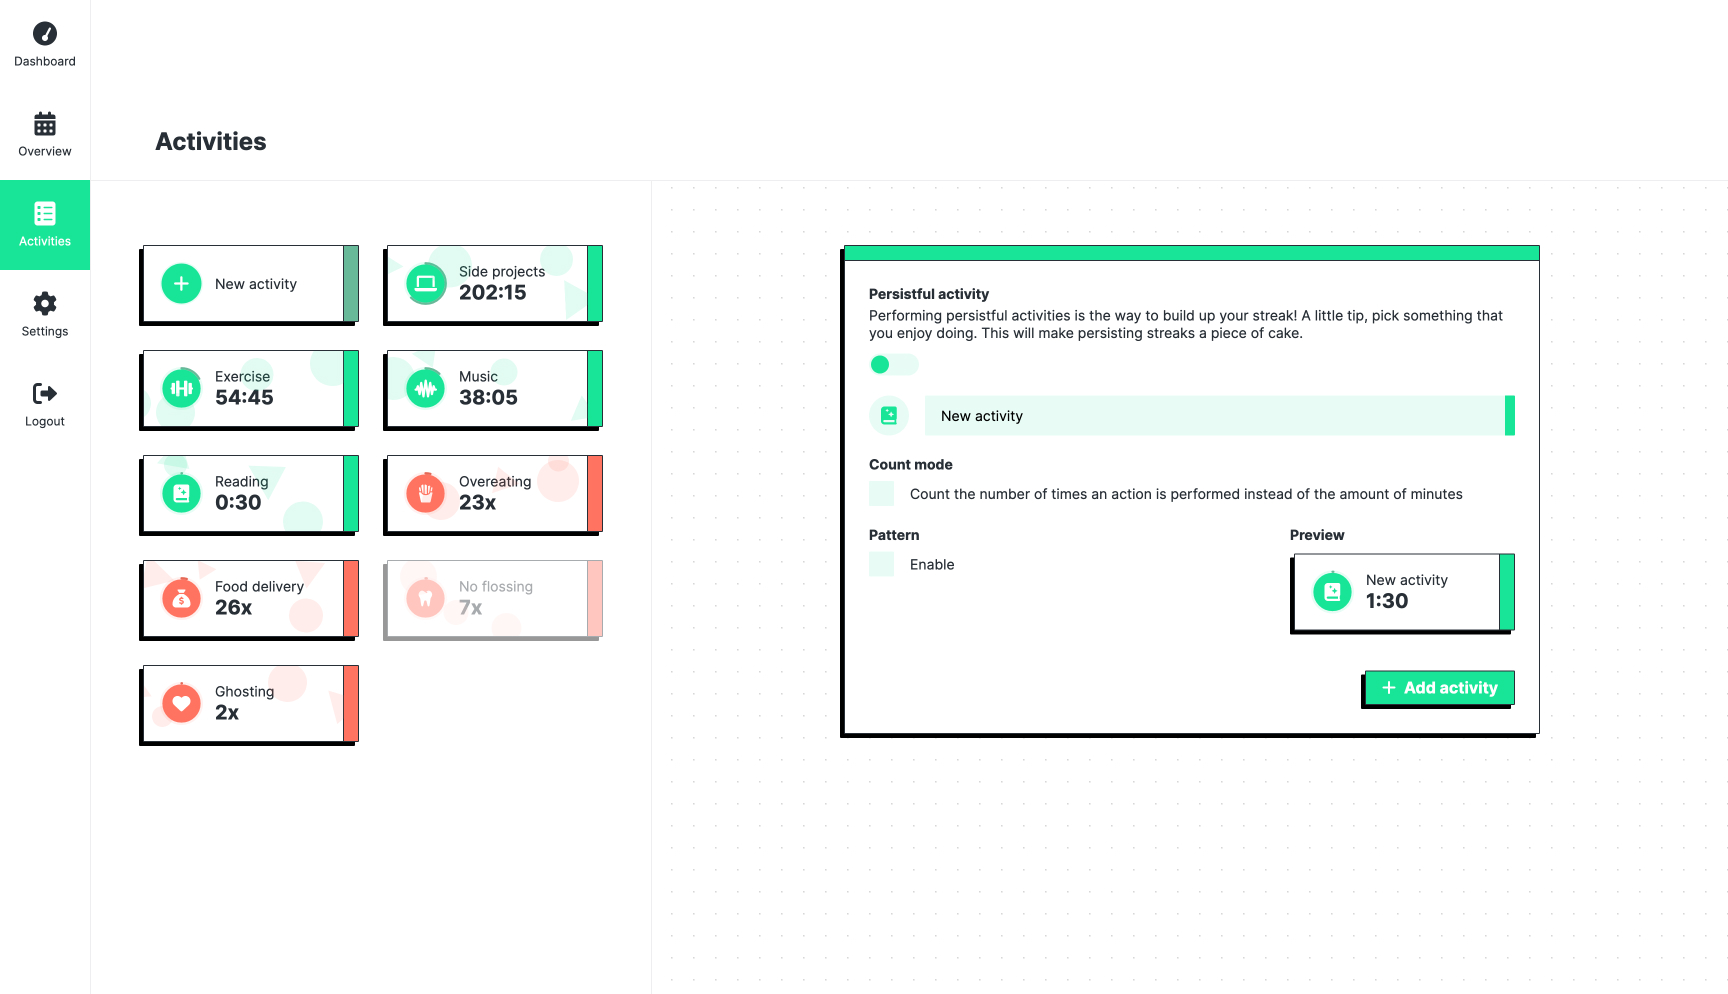 Dashboard
Overview
Activities
Settings
Logout
Activities
New activity
Side projects
202:15
Exercise
54:45
Music
38:05
Reading
0:30
Overeating
23x
Food delivery
26x
No flossing
7x
Ghosting
2x
Persistful activity
Performing persistful activities is the way to build up your streak! A little tip, pick something that
you enjoy doing. This will make persisting streaks a piece of cake.
New activity
Count mode
Count the number of times an action is performed instead of the amount of minutes
Pattern
Enable
Preview
New activity
1:30
Add activity